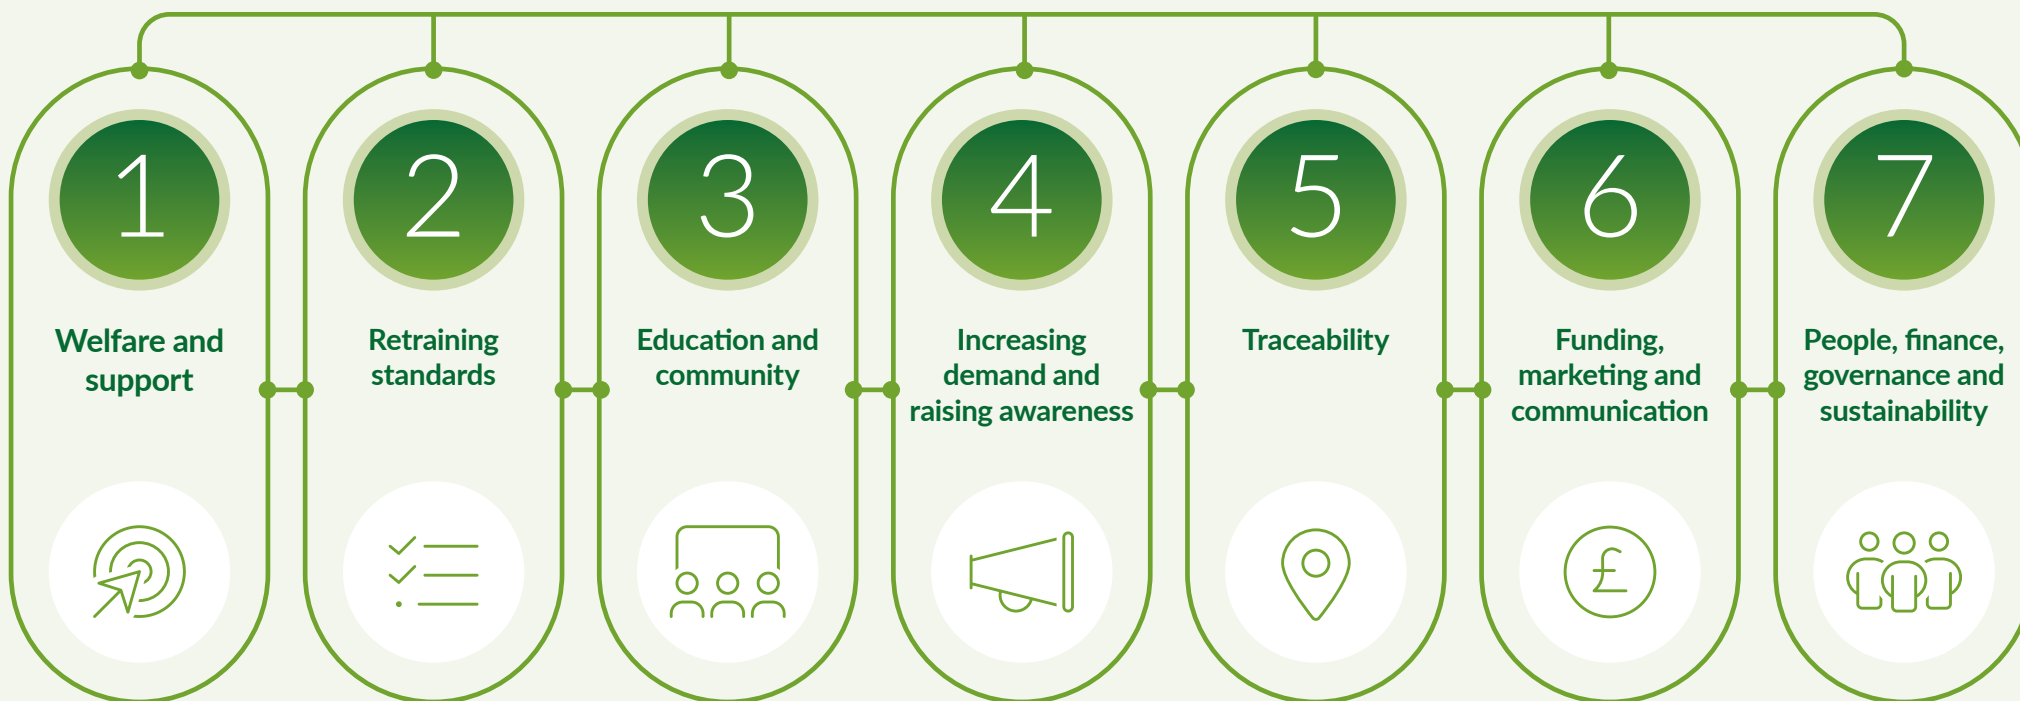 1
Welfare and
support
2
Retraining
standards
3
Education and
community
4
Increasing
demand and
raising awareness
5
Traceability
6
Funding,
marketing and
communication
£
7
People, finance,
governance and
sustainability